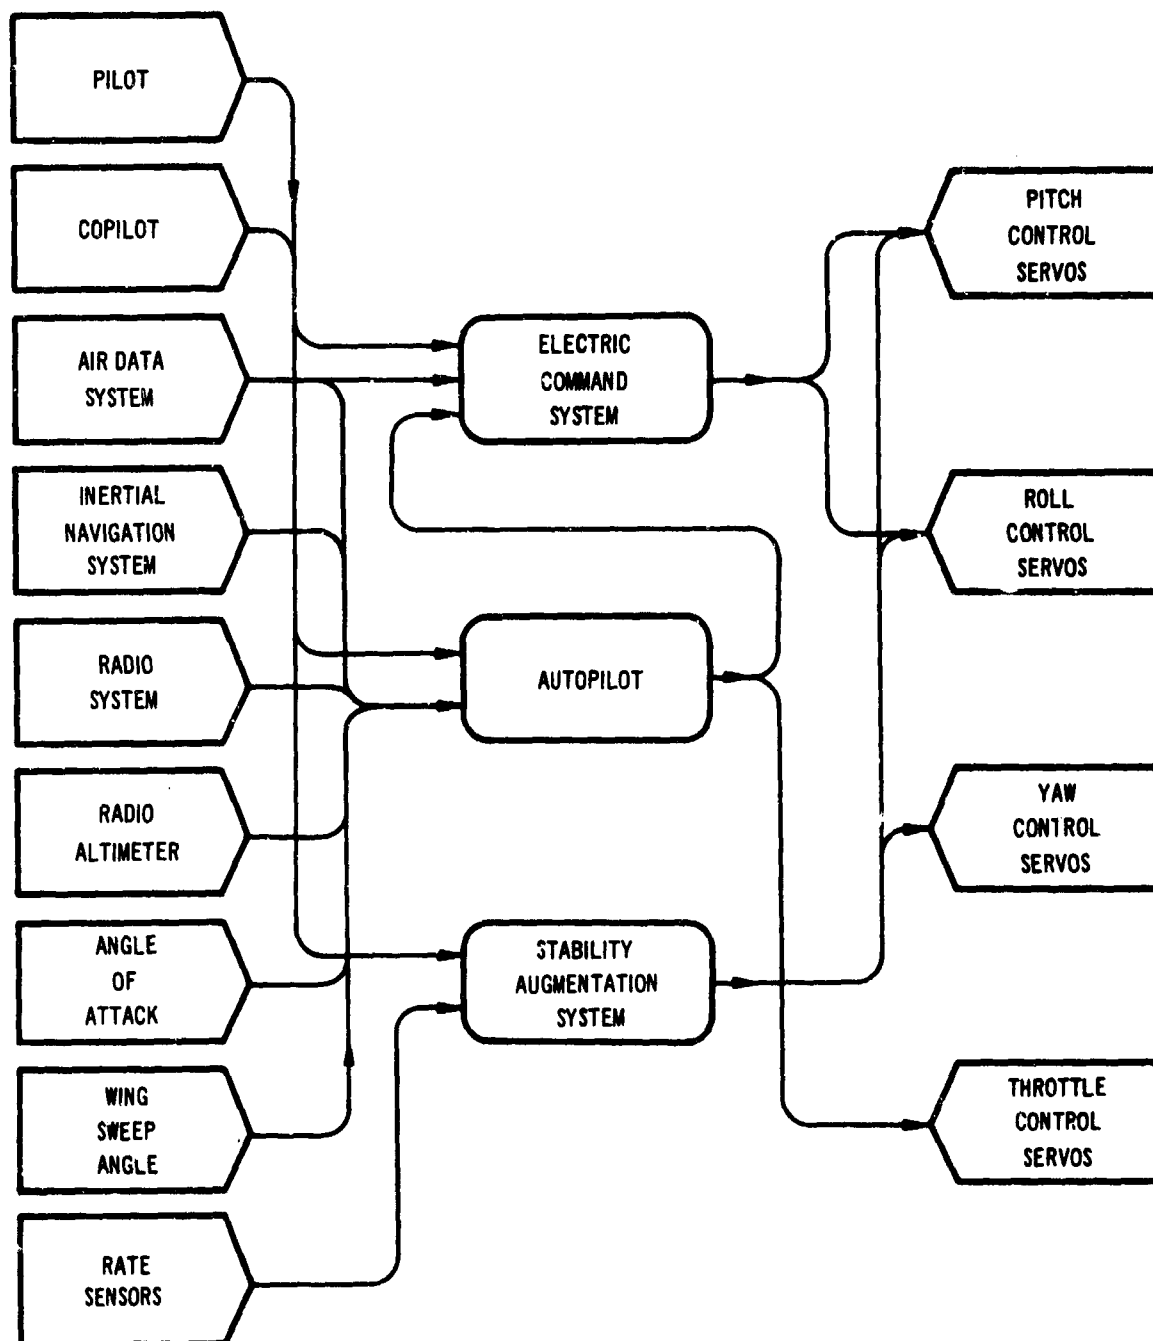 PILOT
COPILOT
AIR DATA
SYSTEM
INERTIAL
NAVIGATION
SYSTEM
RADIO
SYSTEM
RADIO
ALTIMETER
ANGLE
OF
ATTACK
WING
SWEEP
ANGLE
RATE
SENSORS
ELECTRIC
COMMAND
SYSTEM
AUTOPILOT
STABILITY
AUGMENTATION
SYSTEM
PITCH
CONTROL
SERVOS
ROLL
CONTROL
SERVOS
YAW
CONTROL
SERVOS
THROTTLE
CONTROL
SERVOS